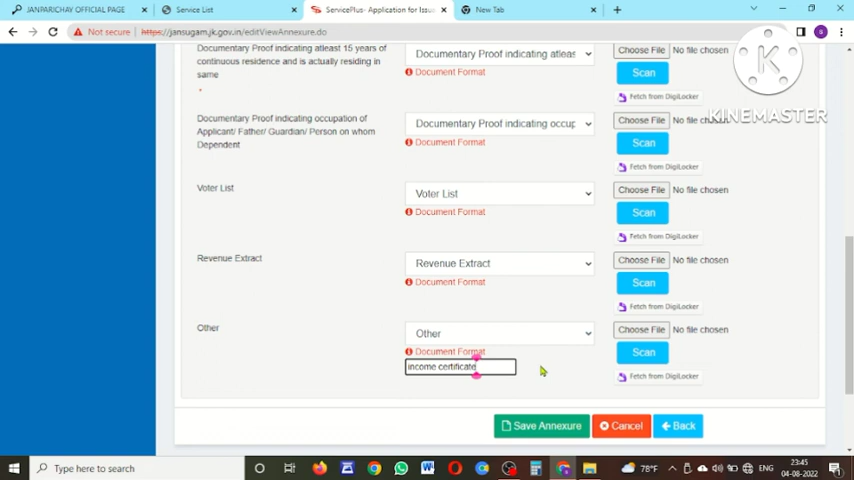 JANPARICHAY OFFICIAL PAGE
Service List
ServicePlus- Application for Issua
New Tab
Not secure
https://jansugam.jk.gov.in/editViewAnnexure.do
Documentary Proof indicating atleast 15 years of
continuous residence and is actually residing in
same
*
Documentary Proof indicating atleas
Document Format
Choose File No file chosen
Scan
Fetch from DigiLocker
KINEMASTER
Documentary Proof indicating occupation of
Applicant/ Father/ Guardian/ Person on whom
Dependent
Documentary Proof indicating occup
Document Format
Choose File No file chosen
Scan
Fetch from DigiLocker
Voter List
Voter List
Document Format
Choose File No file chosen
Scan
Fetch from DigiLocker
Revenue Extract
Revenue Extract
Document Format
Choose File No file chosen
Scan
Fetch from DigiLocker
Other
Other
Document Format
income certificate
Choose File No file chosen
Scan
Fetch from DigiLocker
Save Annexure
Cancel
Back
Type here to search
78°F
ENG
23:45
04-08-2022